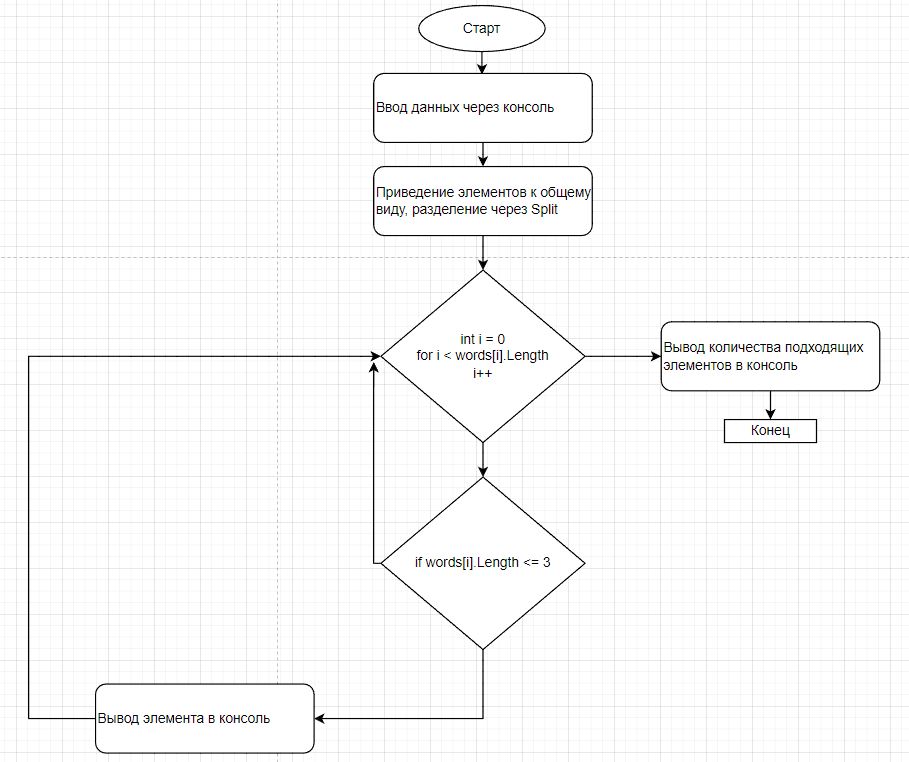 Старт
Ввод данных через консоль
Приведение элементов к общему
виду, разделение через Split
int i = 0
for i < words[i].Length
i++
Вывод количества подходящих
элементов в консоль
Конец
if words[i].Length <= 3
Вывод элемента в консоль